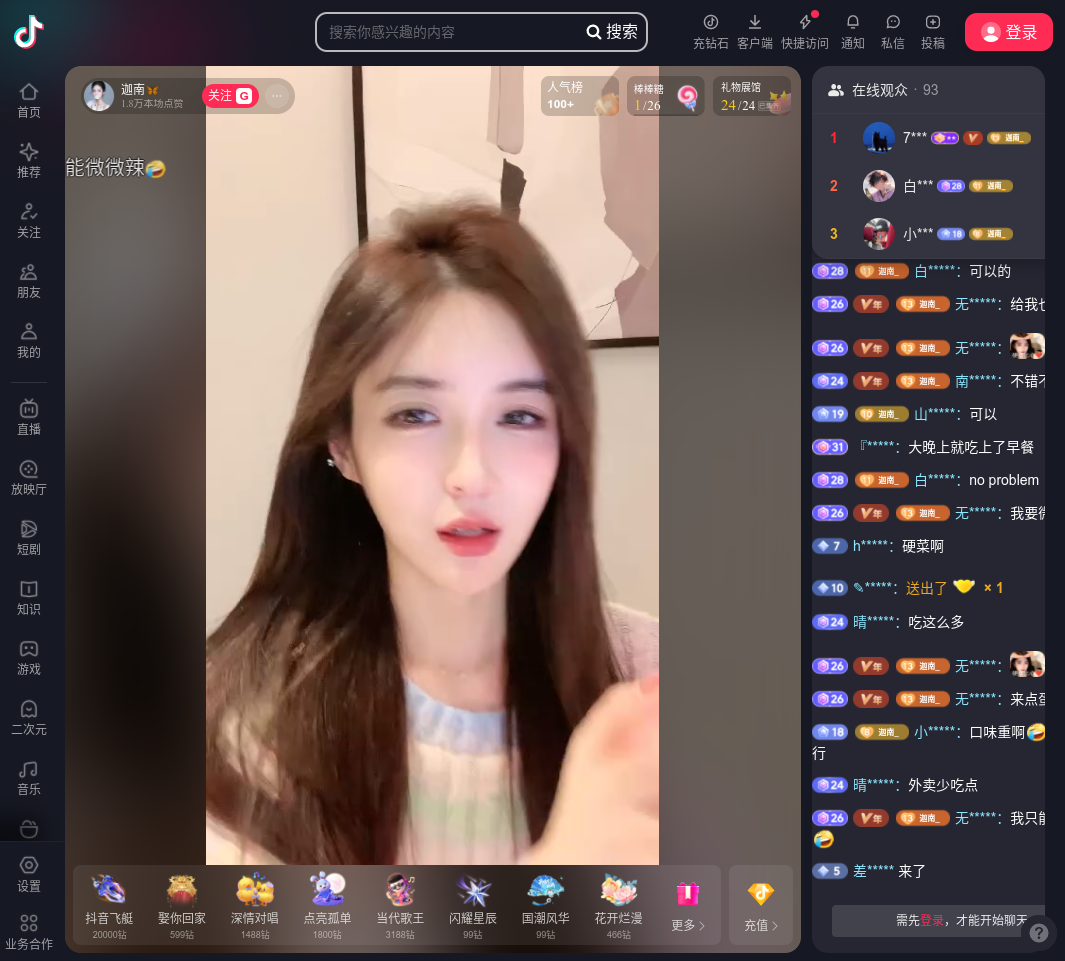 搜索你感兴趣的内容
搜索
充钻石
客户端
快捷访问
通知
私信
投稿
登录
首页
推荐
关注
朋友
我的
直播
放映厅
短剧
知识
游戏
二次元
音乐
设置
业务合作
迦南
1.8万本场点赞
关注 G
人气榜
100+
棒棒糖
1/26
礼物展馆
24/24
能微微辣🤣
在线观众 · 93
1 7***
迦南_
2 白*** 28
迦南_
3 小*** 18
迦南_
28 11 迦南_ 白*****：可以的
26 V年 13 迦南_ 无*****：给我
26 V年 13 迦南_ 无*****：
24 V年 13 迦南_ 南*****：不错
19 10 迦南_ 山*****：可以
31 『*****：大晚上就吃上了早餐
28 11 迦南_ 白*****：no problem
26 V年 13 迦南_ 无*****：我要
7 h*****：硬菜啊
10 ✎*****：送出了 × 1
24 晴*****：吃这么多
26 V年 13 迦南_ 无*****：
26 V年 13 迦南_ 无*****：来点
18 迦南_ 小*****：口味重啊🤣
行
24 晴*****：外卖少吃点
26 V年 13 迦南_ 无*****：我只
🤣
5 差***** 来了
需先登录，才能开始聊天
抖音飞艇
20000钻
娶你回家
599钻
深情对唱
1488钻
点亮孤单
1800钻
当代歌王
3188钻
闪耀星辰
99钻
国潮风华
99钻
花开烂漫
466钻
更多
充值